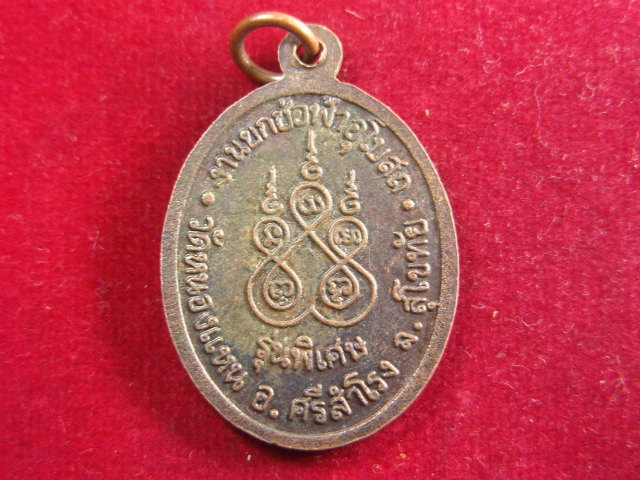 งานยกช่อฟ้าอุโบสถ
วัดหนองแหน อ. ศรีสำโรง จ. สุโขทัย
รุ่นพิเศษ